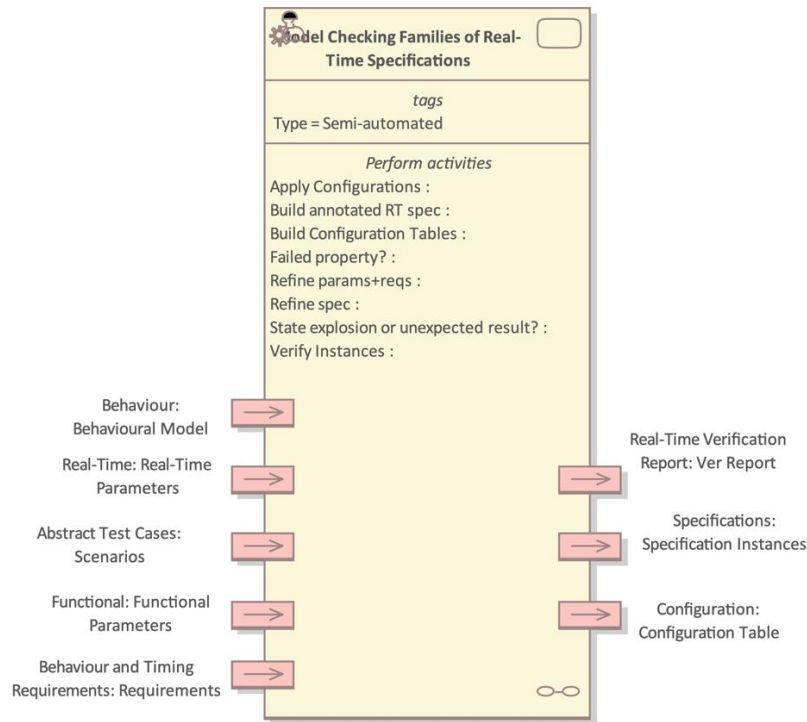 Model Checking Families of Real-
Time Specifications
tags
Type = Semi-automated
Perform activities
Apply Configurations :
Build annotated RT spec :
Build Configuration Tables :
Failed property? :
Refine params+reqs :
Refine spec :
State explosion or unexpected result? :
Verify Instances :
Behaviour:
Behavioural Model
Real-Time: Real-Time
Parameters
Abstract Test Cases:
Scenarios
Functional: Functional
Parameters
Behaviour and Timing
Requirements: Requirements
Real-Time Verification
Report: Ver Report
Specifications:
Specification Instances
Configuration:
Configuration Table